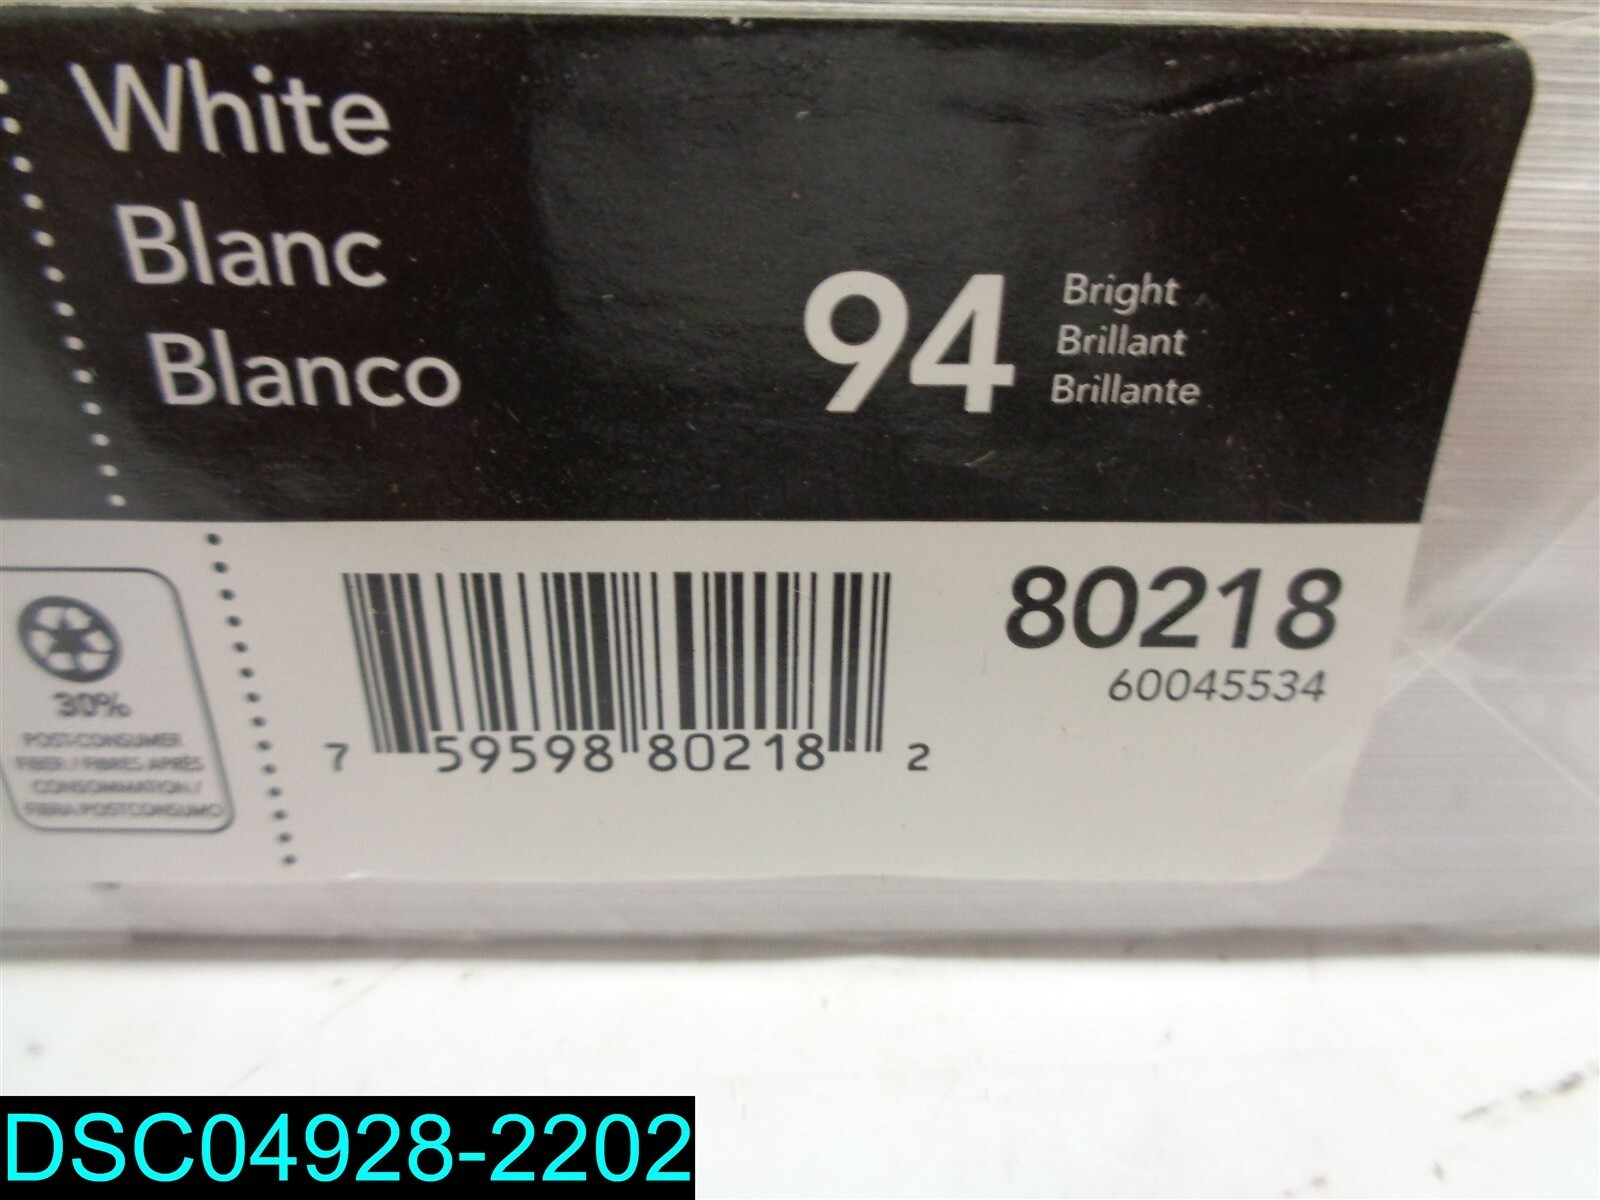 White
Blanc
Blanco
94
Bright
Brillant
Brillante
30%
POST-CONSUMER
FIBER / FIBRES APRÈS
CONSOMMATION /
FIBRA POSTCONSUMO
7 59598 80218 2
80218
60045534
DSC04928-2202